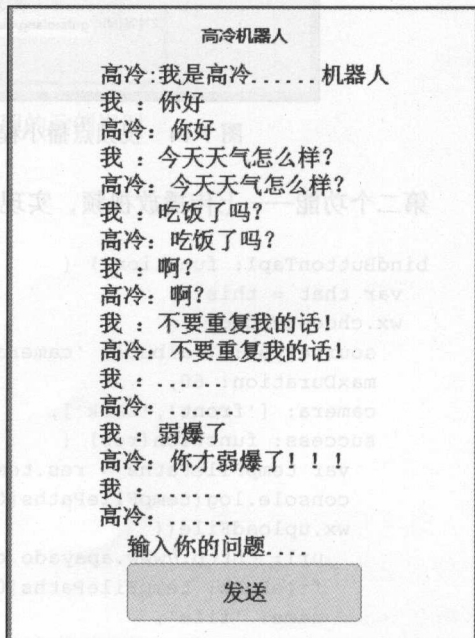 高冷机器人
高冷:我是高冷......机器人
我 : 你好
高冷: 你好
我 : 今天天气怎么样?
高冷: 今天天气怎么样?
我 : 吃饭了吗?
高冷: 吃饭了吗?
我 : 啊?
高冷: 啊?
我 : 不要重复我的话!
高冷: 不要重复我的话!
我 : ......
高冷: ......
我 : 弱爆了
高冷: 你才弱爆了!!!
我 :
高冷:
输入你的问题....
发送